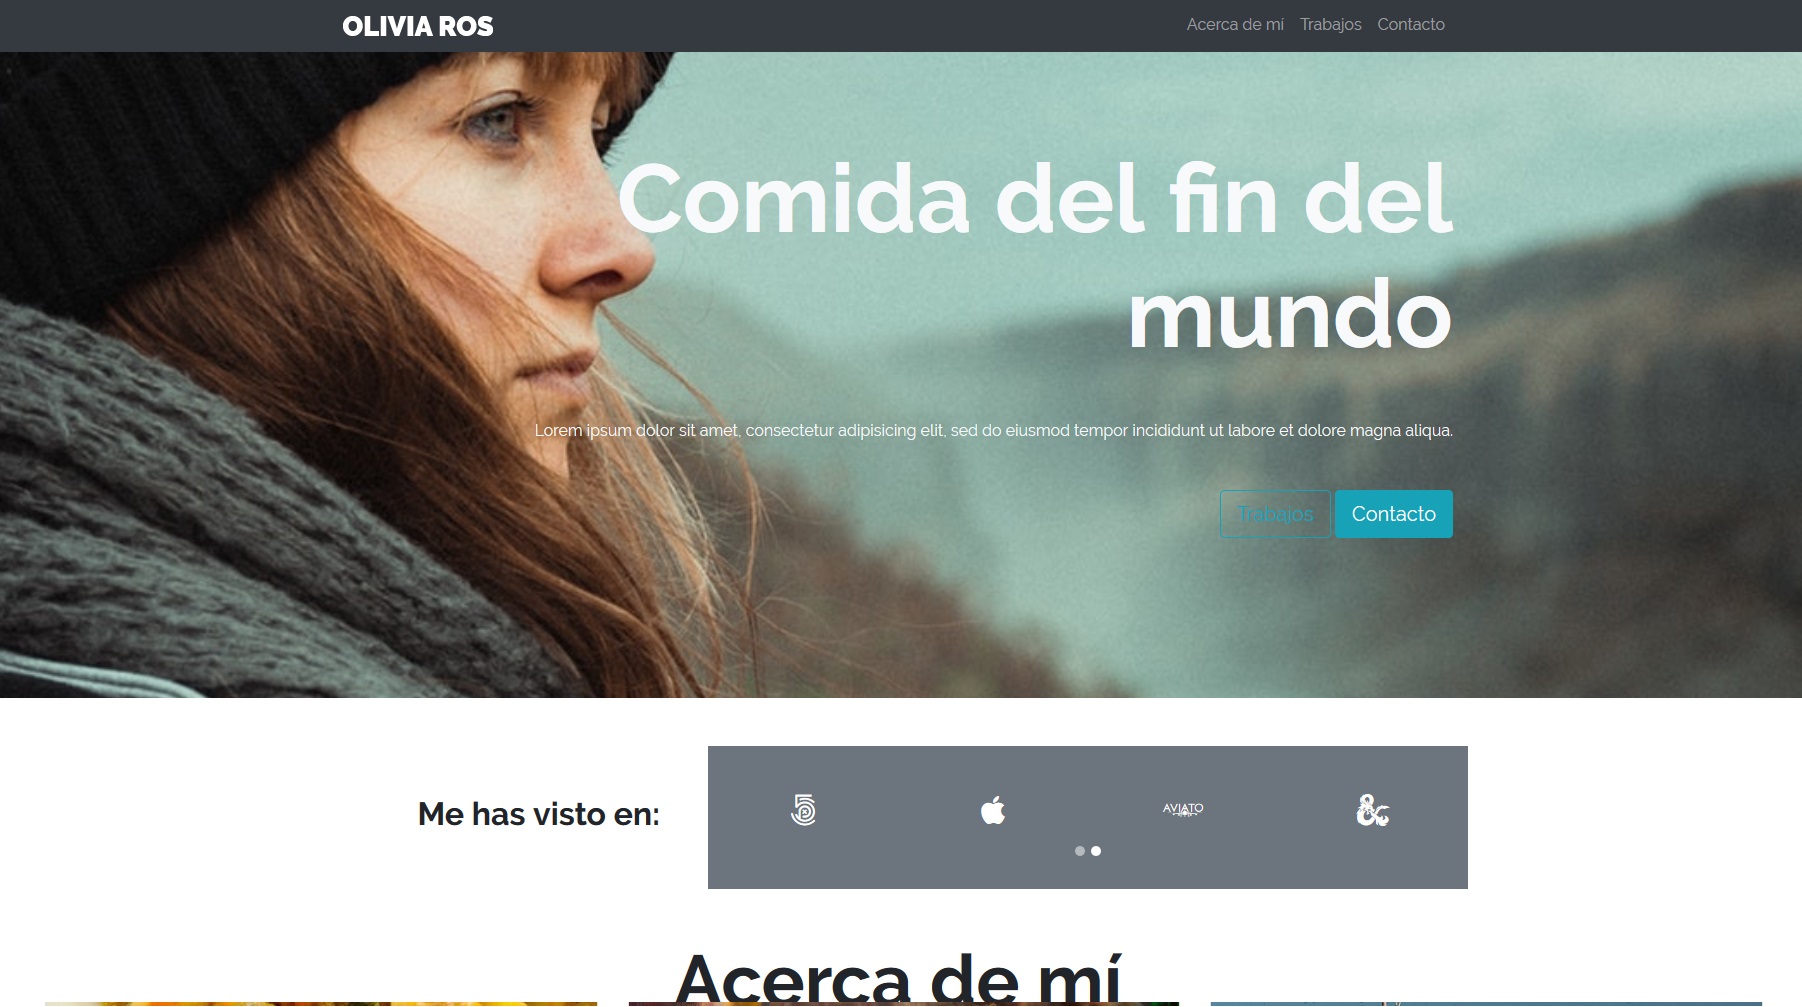 OLIVIA ROS
Acerca de mí Trabajos Contacto
Comida del fin del
mundo
Lorem ipsum dolor sit amet, consectetur adipisicing elit, sed do eiusmod tempor incididunt ut labore et dolore magna aliqua.
Trabajos Contacto
Me has visto en:
5 AVIATO &
Acerca de mí